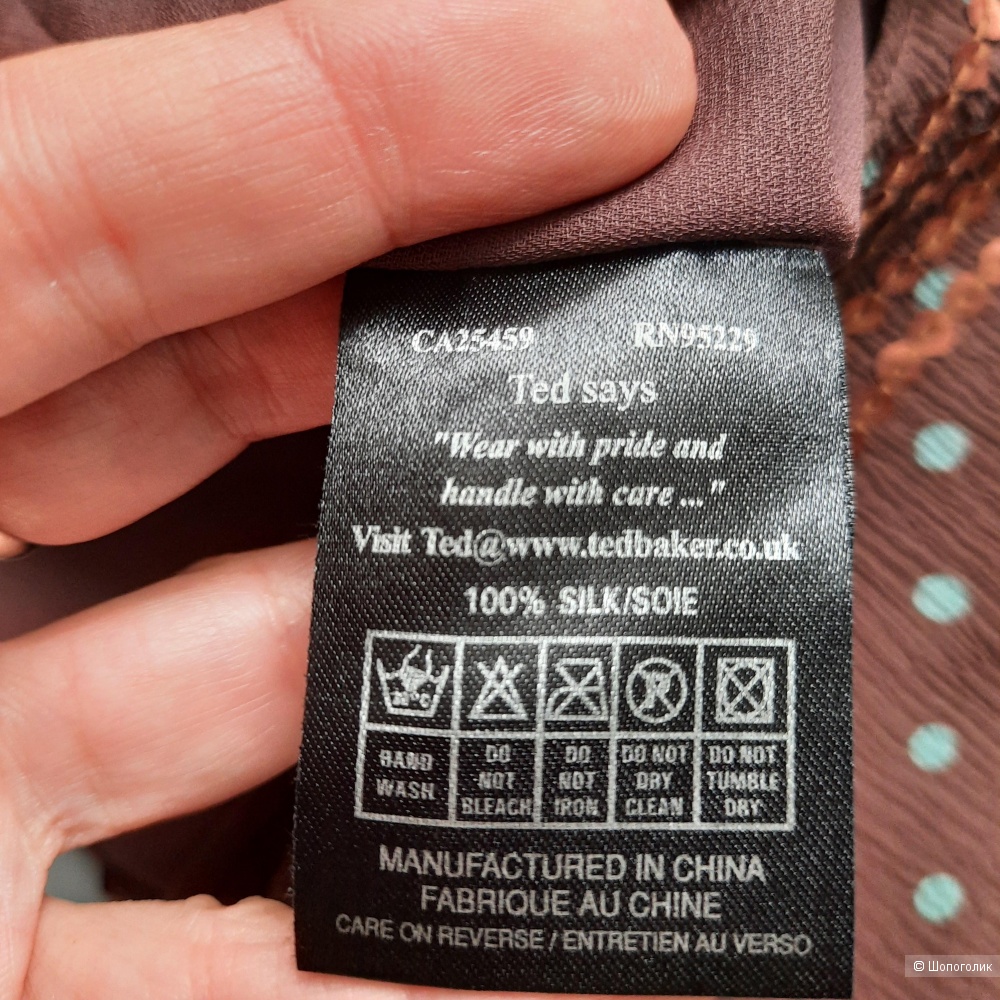 CA25459 RN95229
Ted says
"Wear with pride and
handle with care ..."
Visit Ted@www.tedbaker.co.uk
100% SILK/SOIE
HAND WASH
DO NOT BLEACH
DO NOT IRON
DO NOT DRY CLEAN
DO NOT TUMBLE DRY
MANUFACTURED IN CHINA
FABRIQUE AU CHINE
CARE ON REVERSE / ENTRETIEN AU VERSO
© Шопоголик